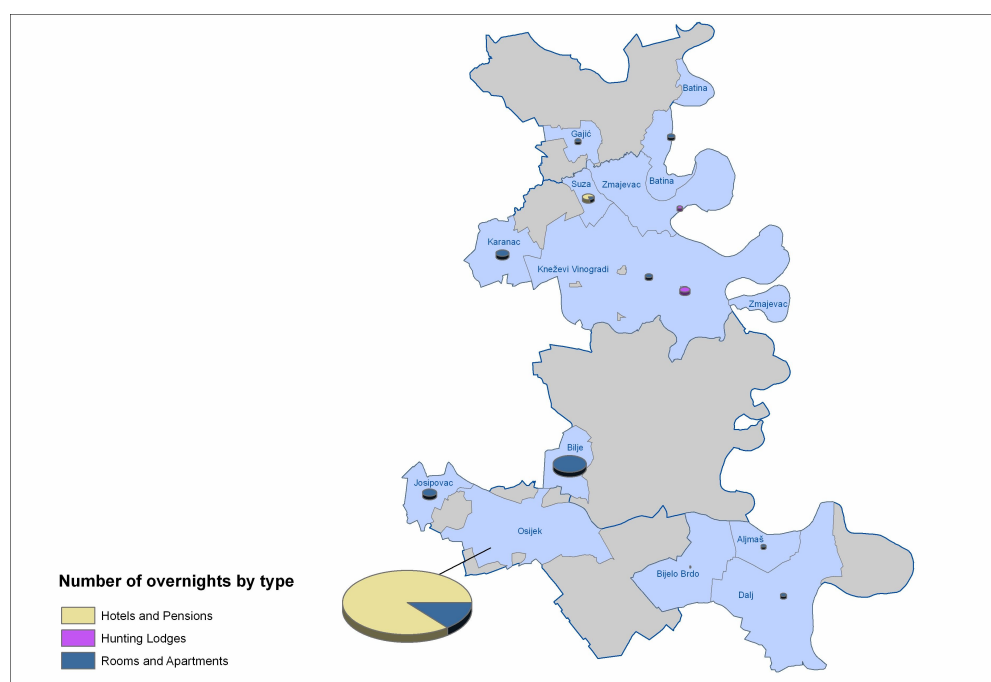 Batina
Gajić
Suza
Zmajevac
Batina
Karanac
Kneževi Vinogradi
Zmajevac
Bilje
Josipovac
Osijek
Aljmaš
Bijelo Brdo
Dalj
Number of overnights by type
Hotels and Pensions
Hunting Lodges
Rooms and Apartments